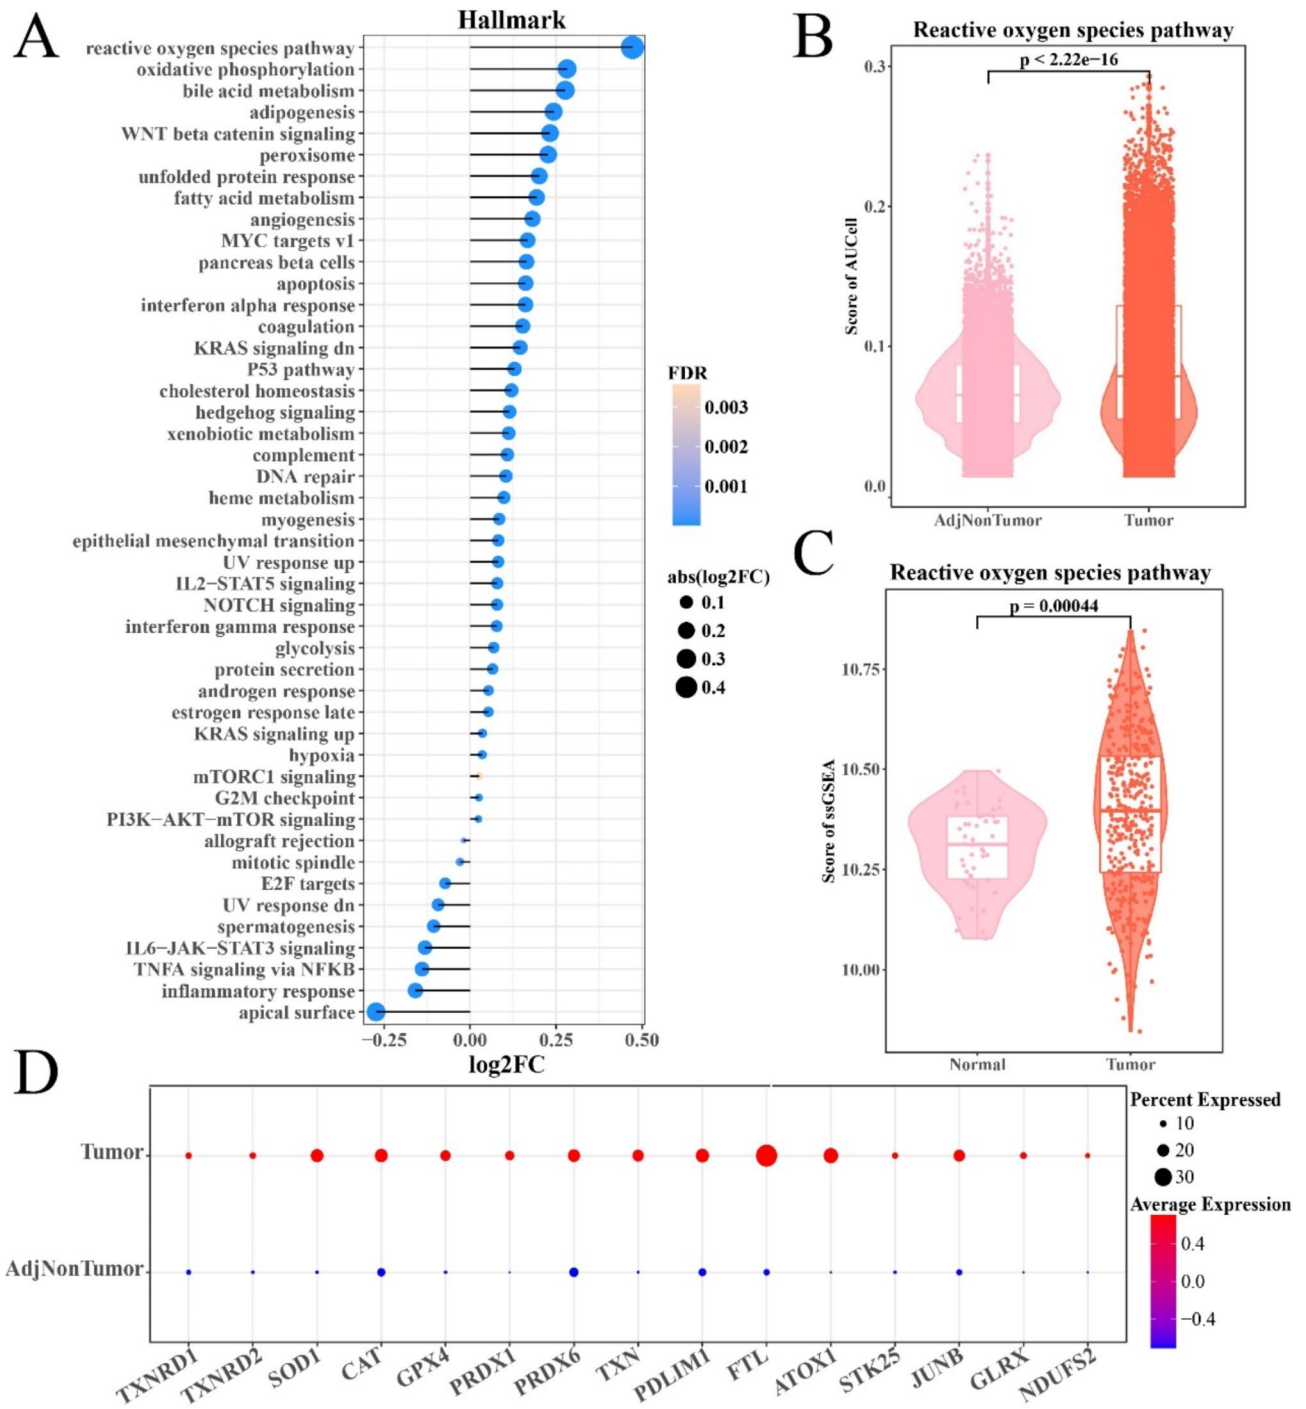 A
Hallmark
reactive oxygen species pathway
oxidative phosphorylation
bile acid metabolism
adipogenesis
WNT beta catenin signaling
peroxisome
unfolded protein response
fatty acid metabolism
angiogenesis
MYC targets v1
pancreas beta cells
apoptosis
interferon alpha response
coagulation
KRAS signaling dn
P53 pathway
cholesterol homeostasis
hedgehog signaling
xenobiotic metabolism
complement
DNA repair
heme metabolism
myogenesis
epithelial mesenchymal transition
UV response up
IL2−STAT5 signaling
NOTCH signaling
interferon gamma response
glycolysis
protein secretion
androgen response
estrogen response late
KRAS signaling up
hypoxia
mTORC1 signaling
G2M checkpoint
PI3K−AKT−mTOR signaling
allograft rejection
mitotic spindle
E2F targets
UV response dn
spermatogenesis
IL6−JAK−STAT3 signaling
TNFA signaling via NFKB
inflammatory response
apical surface
−0.25 0.00 0.25 0.50
log2FC
FDR
0.003
0.002
0.001
abs(log2FC)
0.1
0.2
0.3
0.4
B
Reactive oxygen species pathway
p < 2.22e−16
Score of AUCell
0.3
0.2
0.1
0.0
AdjNonTumor Tumor
C
Reactive oxygen species pathway
p = 0.00044
Score of ssGSEA
10.75
10.50
10.25
10.00
Normal Tumor
D
Tumor
AdjNonTumor
TXNRD1 TXNRD2 SOD1 CAT GPX4 PRDX1 PRDX6 TXN PDLIM1 FTL ATOX1 STK25 JUNB GLRX NDUFS2
Percent Expressed
10
20
30
Average Expression
0.4
0.0
−0.4